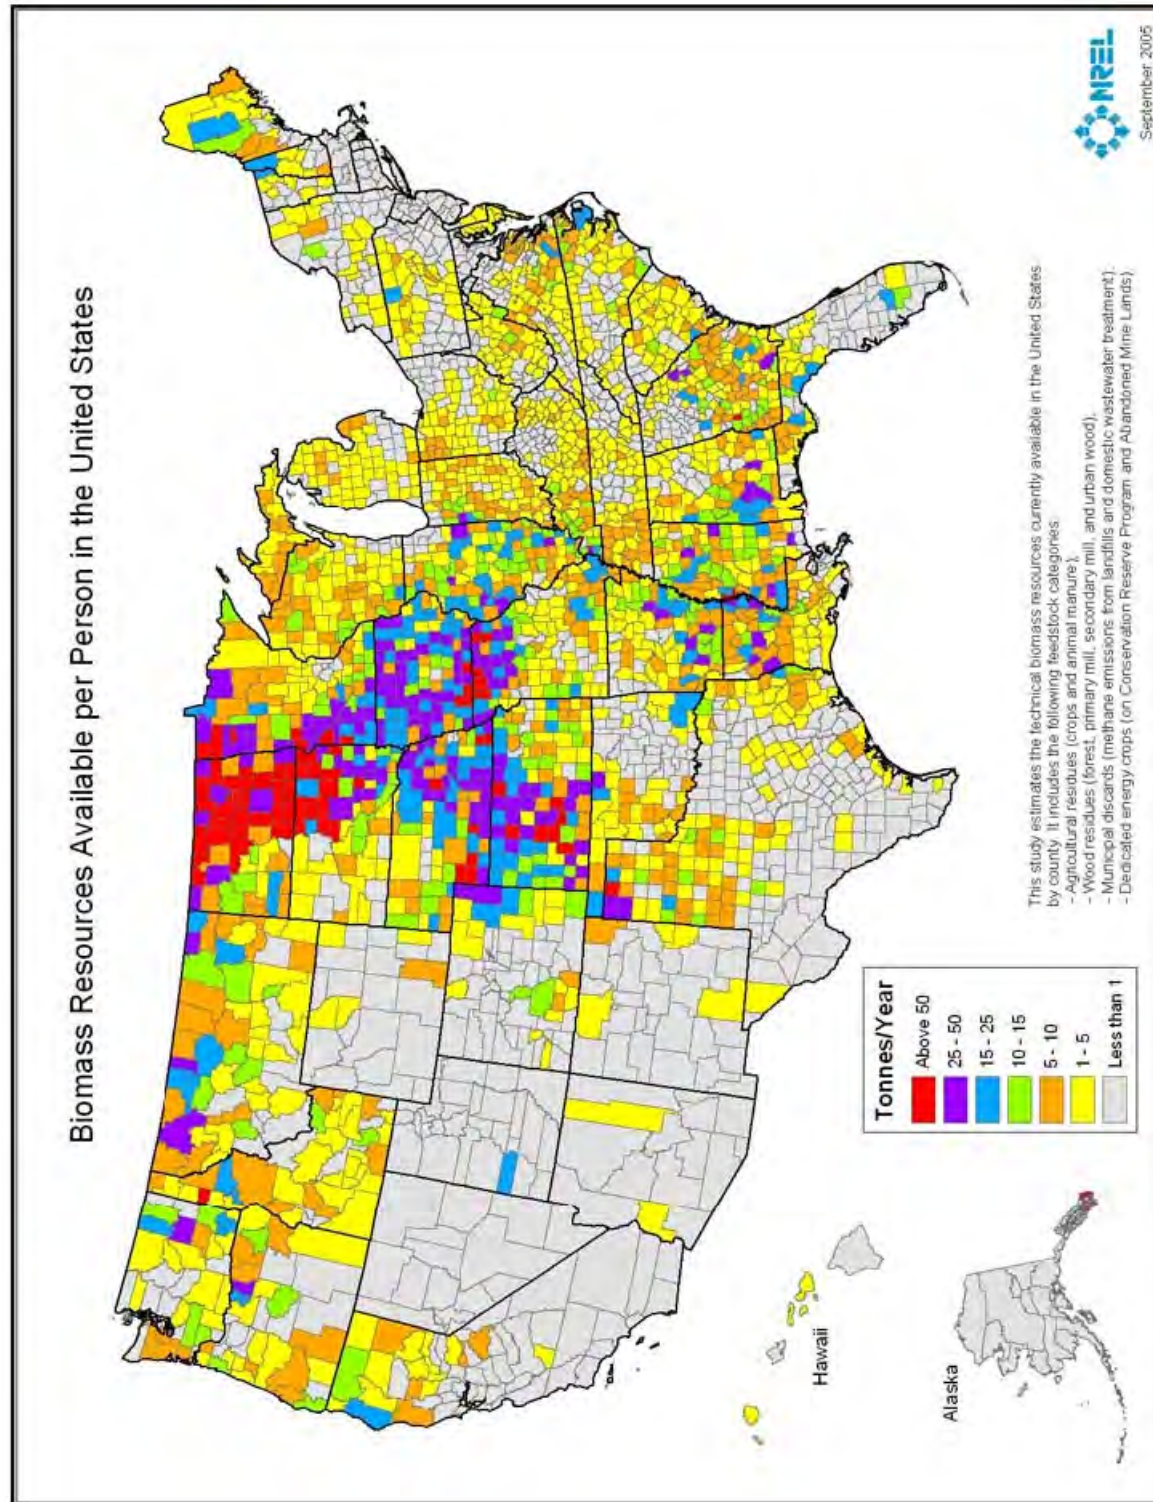 Biomass Resources Available per Person in the United States
Hawaii
Alaska
Tonnes/Year
Above 50
25 - 50
15 - 25
10 - 15
5 - 10
1 - 5
Less than 1
This study estimates the technical biomass resources currently available in the United States
by county. It includes the following feedstock categories:
- Agricultural residues (crops and animal manure);
- Wood residues (forest, primary mill, secondary mill, and urban wood);
- Municipal discards (methane emissions from landfills and domestic wastewater treatment);
- Dedicated energy crops (on Conservation Reserve Program and Abandoned Mine Lands).
NREL
September 2005